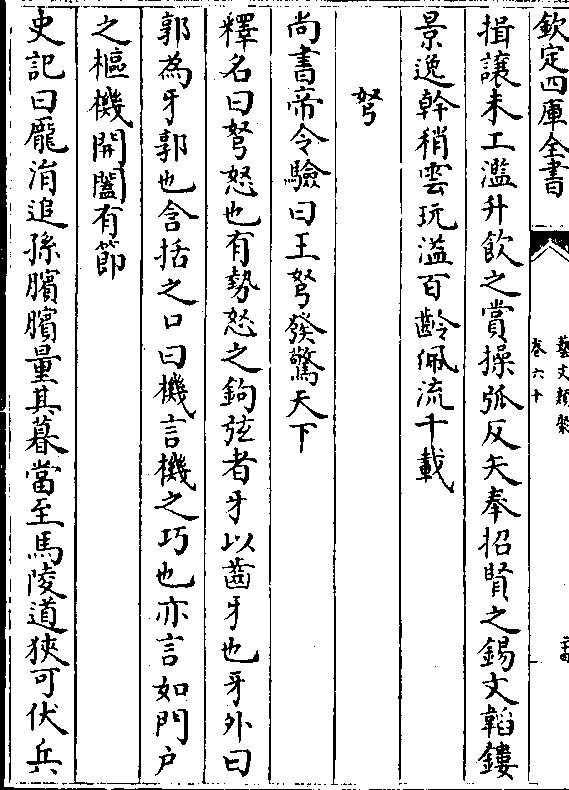 欽定四庫全書
藝文類聚
卷六十
揖讓未工濫升飲之賞操弧反矢奉招賢之錫文韜鏤
景逸幹稍雲玩溢百齡佩流千載
弩
尚書帝令驗曰王弩發驚天下
釋名曰弩怒也有勢怒之鉤弦者牙以齒牙也牙外曰
郭為牙郭也含括之口曰機言機之巧也亦言如門户
之樞機開闔有節
史記曰龐涓追孫臏臏量其暮當至馬陵道狹可伏兵